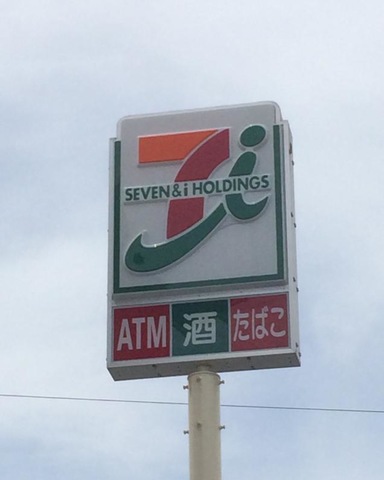 SEVEN & i HOLDINGS
ATM 酒 たばこ